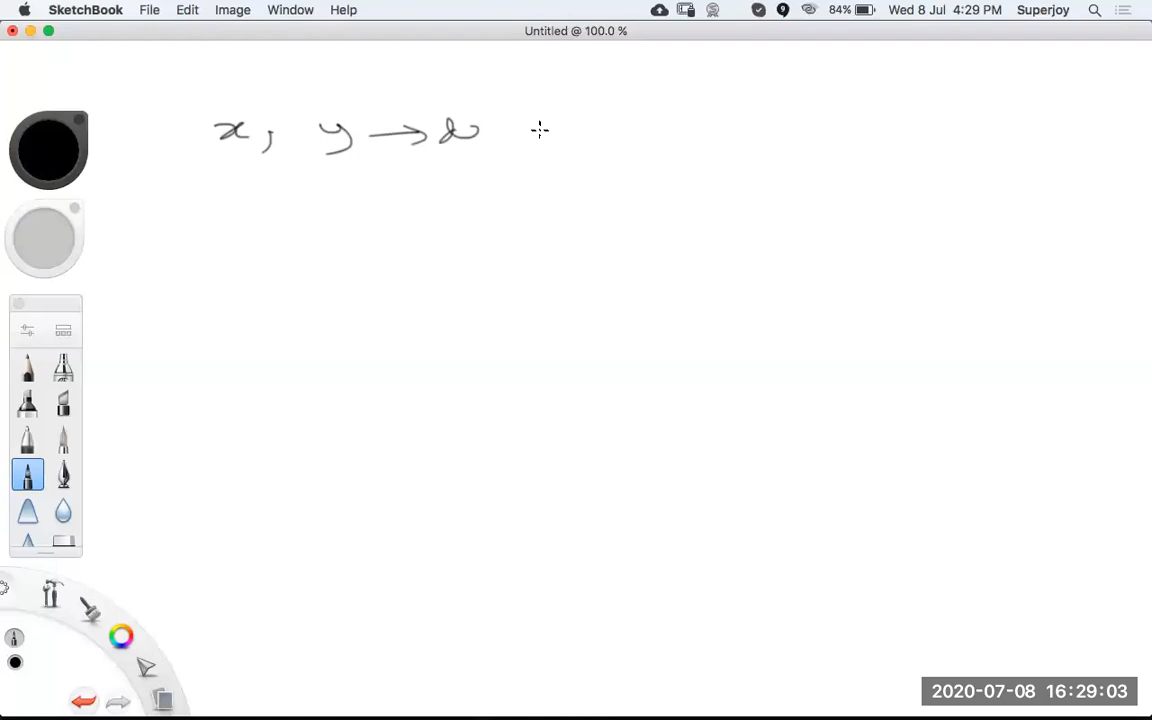 SketchBook File Edit Image Window Help 84% Wed 8 Jul 4:29 PM Superjoy
Untitled @ 100.0 %
x, y →
2020-07-08 16:29:03